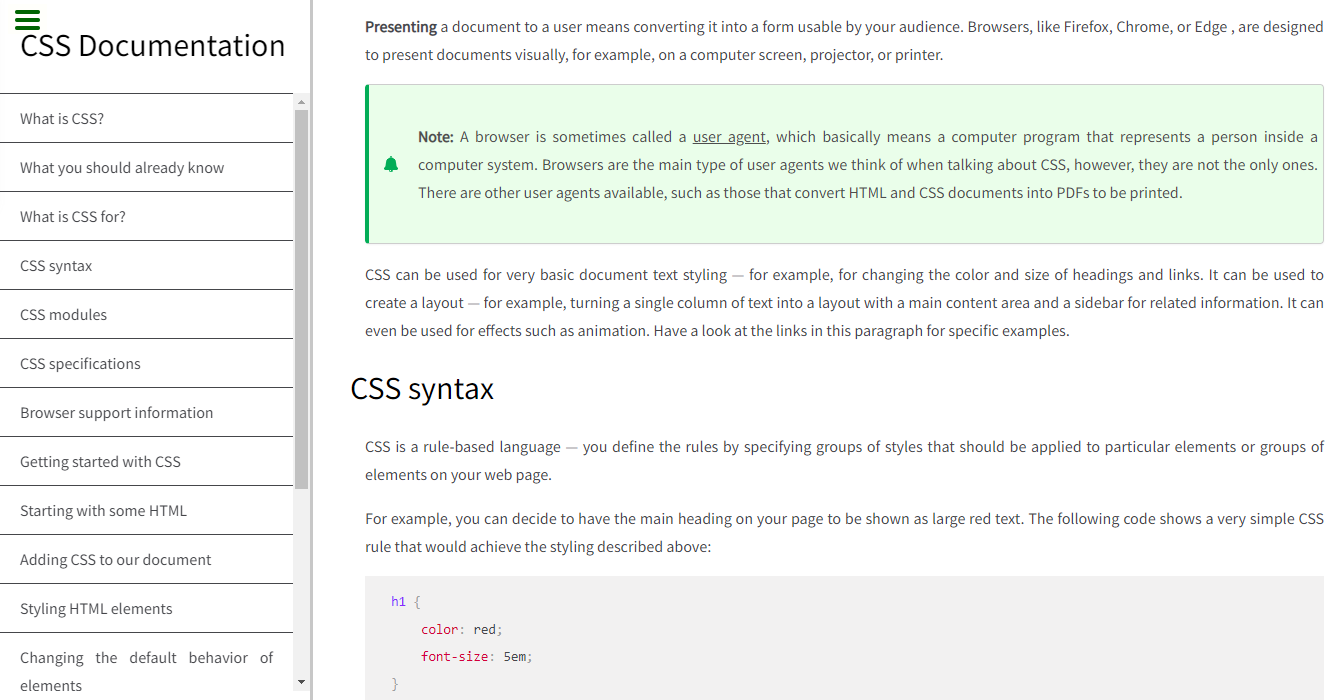 CSS Documentation
What is CSS?
What you should already know
What is CSS for?
CSS syntax
CSS modules
CSS specifications
Browser support information
Getting started with CSS
Starting with some HTML
Adding CSS to our document
Styling HTML elements
Changing the default behavior of
elements
Presenting a document to a user means converting it into a form usable by your audience. Browsers, like Firefox, Chrome, or Edge , are designed
to present documents visually, for example, on a computer screen, projector, or printer.
Note: A browser is sometimes called a user agent, which basically means a computer program that represents a person inside a
computer system. Browsers are the main type of user agents we think of when talking about CSS, however, they are not the only ones.
There are other user agents available, such as those that convert HTML and CSS documents into PDFs to be printed.
CSS can be used for very basic document text styling — for example, for changing the color and size of headings and links. It can be used to
create a layout — for example, turning a single column of text into a layout with a main content area and a sidebar for related information. It can
even be used for effects such as animation. Have a look at the links in this paragraph for specific examples.
CSS syntax
CSS is a rule-based language — you define the rules by specifying groups of styles that should be applied to particular elements or groups of
elements on your web page.
For example, you can decide to have the main heading on your page to be shown as large red text. The following code shows a very simple CSS
rule that would achieve the styling described above:
h1 {
color: red;
font-size: 5em;
}